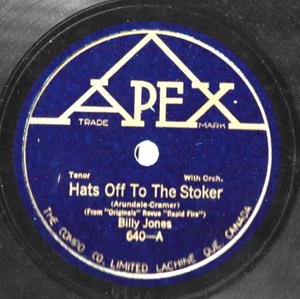 APEX
TRADE MARK
Tenor With Orch.
Hats Off To The Stoker
(Arundale-Cramer)
(From "Originals" Revue "Rapid Fire")
Billy Jones
640—A
THE COMPO CO. LIMITED LACHINE QUE. CANADA